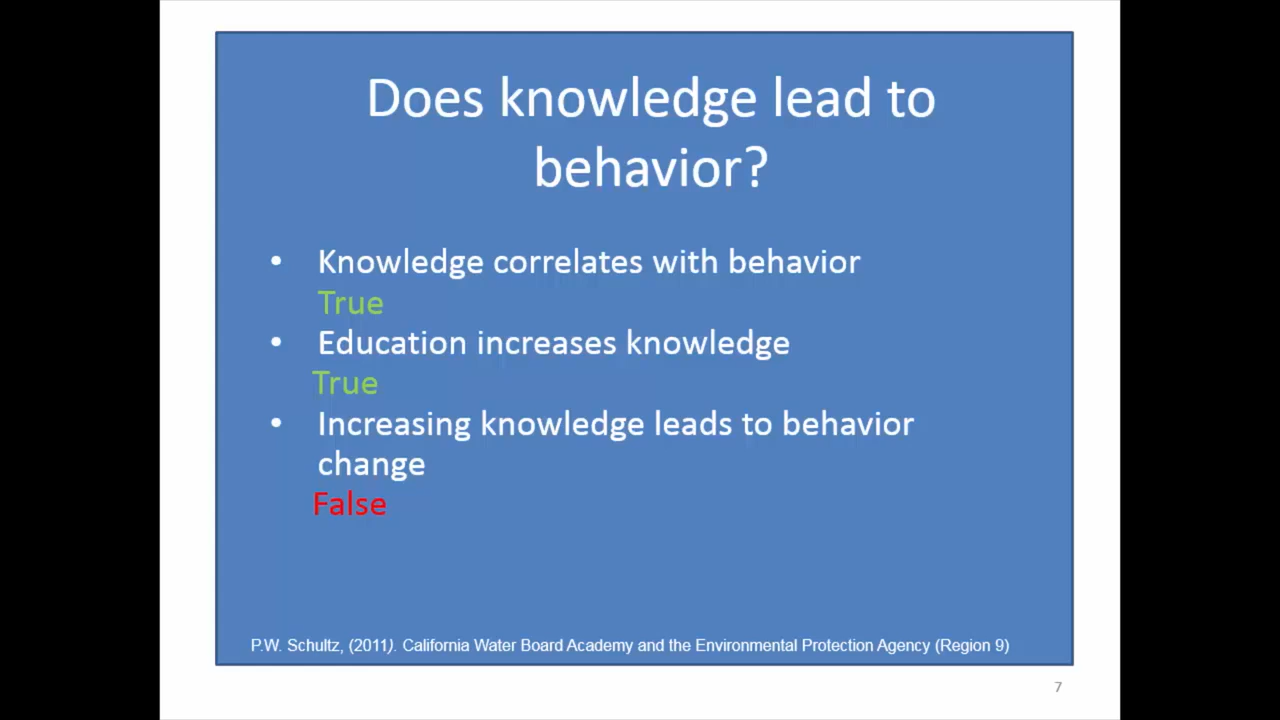 Does knowledge lead to
behavior?
• Knowledge correlates with behavior
True
• Education increases knowledge
True
• Increasing knowledge leads to behavior
change
False
P.W. Schultz, (2011). California Water Board Academy and the Environmental Protection Agency (Region 9)
7